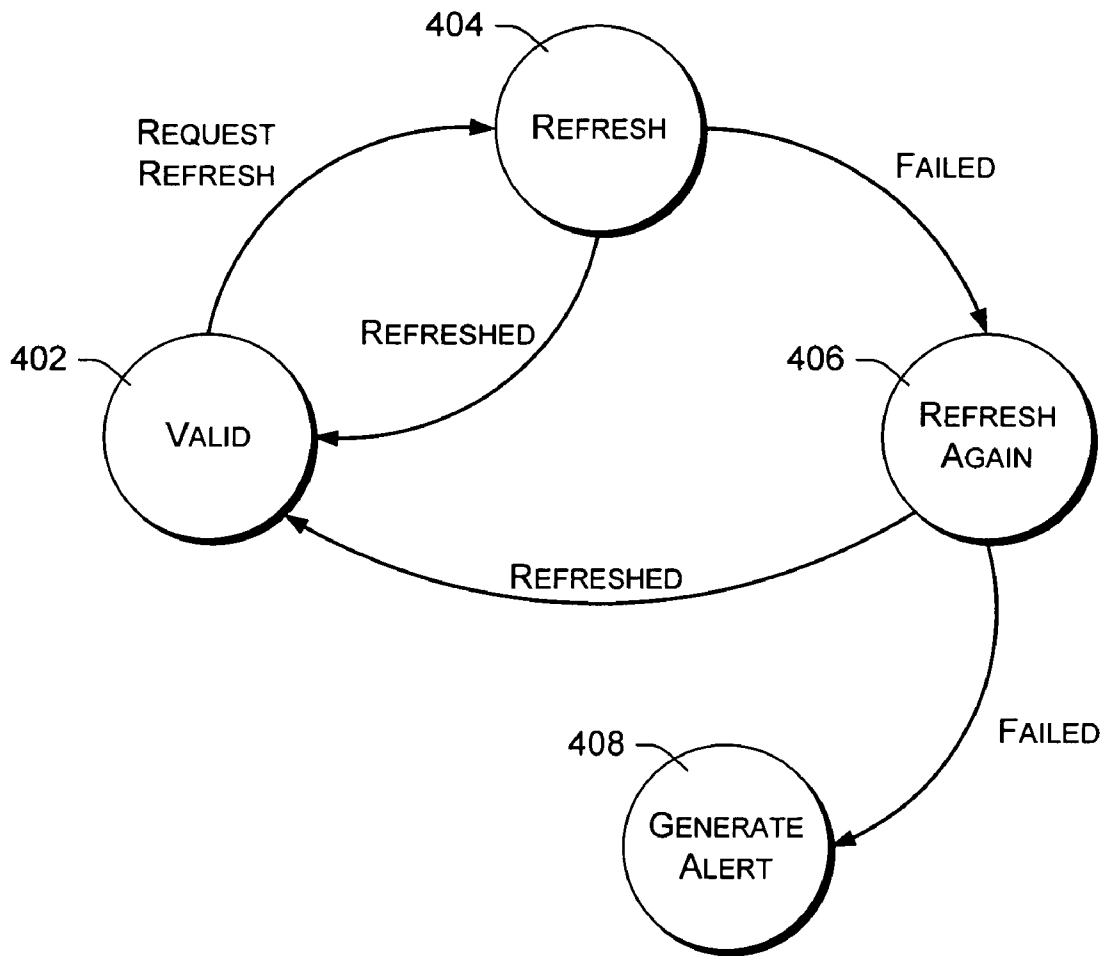 404
REFRESH
REQUEST
REFRESH
FAILED
REFRESHED
402
VALID
406
REFRESH
AGAIN
REFRESHED
FAILED
408
GENERATE
ALERT